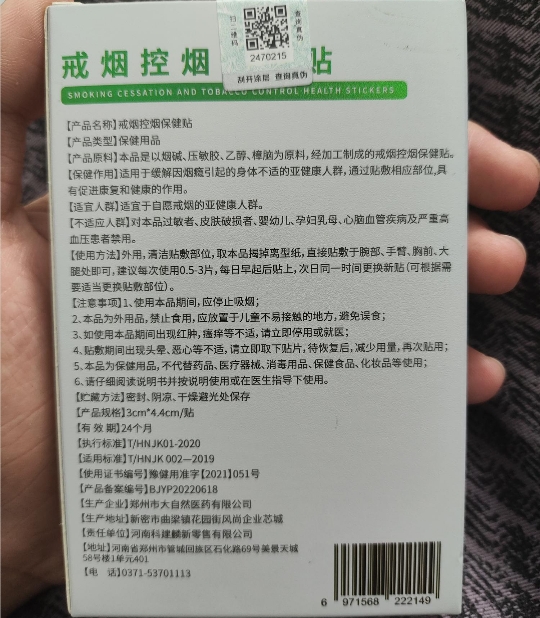 戒烟控烟
贴
扫一扫
查询真伪
2470215
刮开涂层 查询真伪
SMOKING CESSATION AND TOBACCO CONTROL HEALTH STICKERS
【产品名称】戒烟控烟保健贴
【产品类型】保健用品
【产品原料】本品是以烟碱、压敏胶、乙醇、樟脑为原料，经加工制成的戒烟控烟保健贴。
【保健作用】适用于缓解因烟瘾引起的身体不适的亚健康人群，通过贴敷相应部位,具
有促进康复和健康的作用。
【适宜人群】适宜于自愿戒烟的亚健康人群。
【不适应人群】对本品过敏者、皮肤破损者、婴幼儿、孕妇乳母、心脑血管疾病及严重高
血压患者禁用。
【使用方法】外用，清洁贴敷部位，取本品揭掉离型纸，直接贴敷于腕部、手臂、胸前、大
腿处即可，建议每次使用0.5-3片，每日早起后贴上，次日同一时间更换新贴（可根据需
要适当更换贴敷部位）。
【注意事项】1、使用本品期间，应停止吸烟；
2、本品为外用品，禁止食用，应放置于儿童不易接触的地方，避免误食；
3、如使用本品期间出现红肿，瘙痒等不适，请立即停用或就医；
4、贴敷期间出现头晕、恶心等不适，请立即取下贴片，待恢复后，减少用量，再次贴用；
5、本品为保健用品，不代替药品、医疗器械、消毒用品、保健食品、化妆品等使用；
6、请仔细阅读说明书并按说明使用或在医生指导下使用。
【贮藏方法】密封、阴凉、干燥避光处保存
【产品规格】3cm*4.4cm/贴
【有 效 期】24个月
【执行标准】T/HNJK01-2020
【适用标准】T/HNJK 002—2019
【使用证书编号】豫健用准字【2021】051号
【产品备案编号】BJYP20220618
【生产企业】郑州市大自然医药有限公司
【生产地址】新密市曲梁镇花园街风尚企业芯城
【责任单位】河南科建麟新零售有限公司
【地址】河南省郑州市管城回族区石化路69号美景天城
58号楼1单元401
【电　话】0371-53701113
6 971568 222149